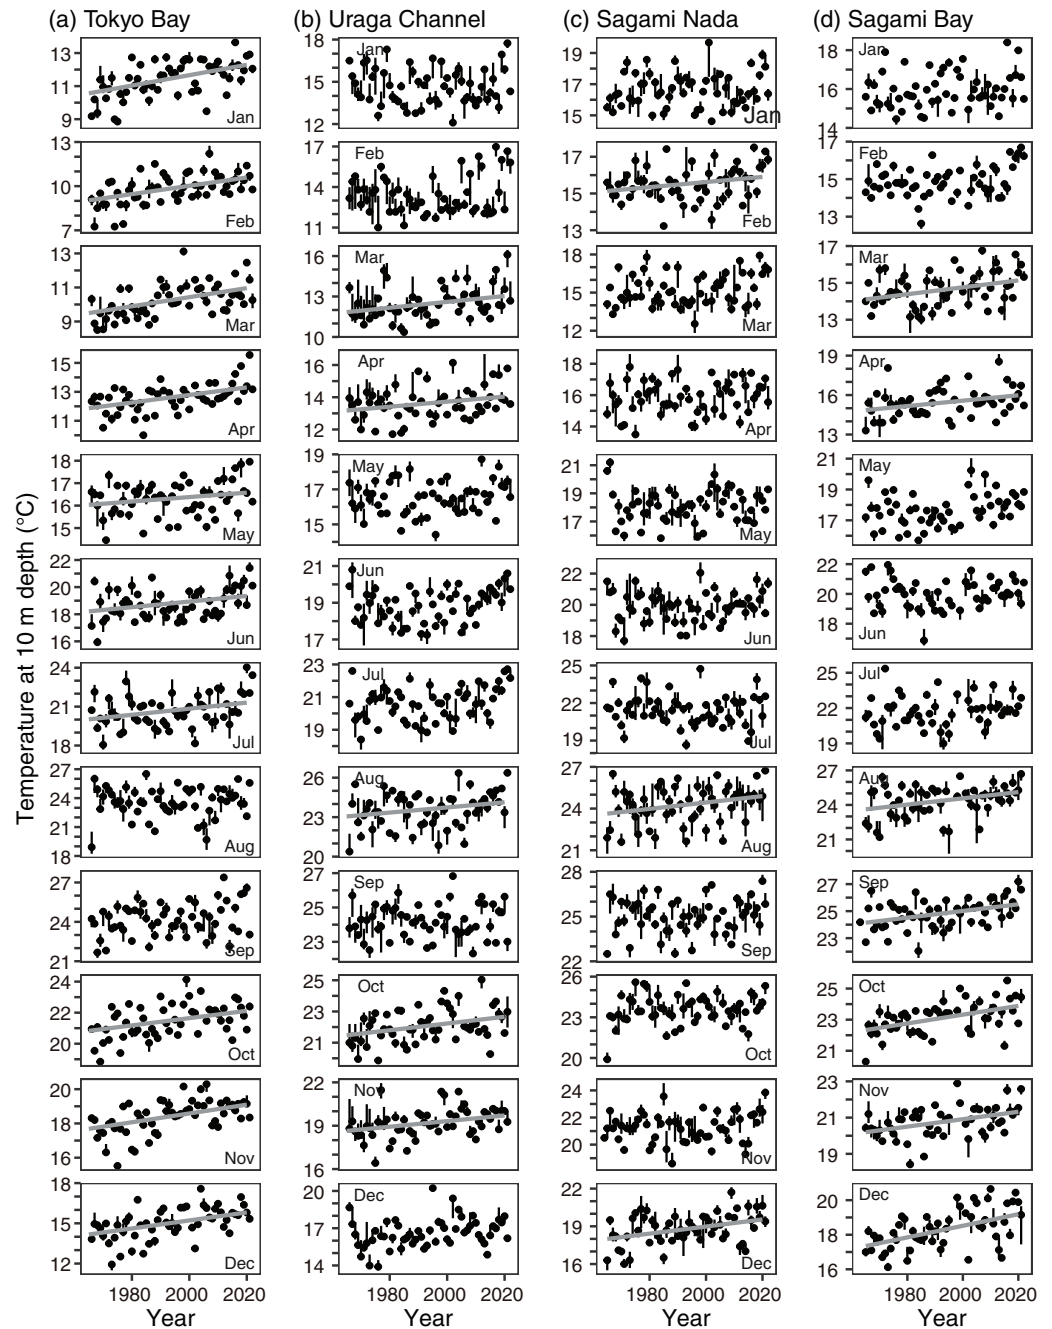 (a) Tokyo Bay
(b) Uraga Channel
(c) Sagami Nada
(d) Sagami Bay
Temperature at 10 m depth (°C)
13
11
9
Jan
18
15
12
Jan
19
17
15
Jan
18
16
14
Jan
13
10
7
Feb
17
14
11
Feb
17
15
13
Feb
17
15
13
Feb
13
11
9
Mar
16
13
10
Mar
18
15
12
Mar
17
15
13
Mar
15
13
11
Apr
16
14
12
Apr
18
16
14
Apr
19
16
13
Apr
18
17
16
15
May
19
17
15
May
21
19
17
May
21
19
17
May
22
20
18
16
Jun
21
19
17
Jun
22
20
18
Jun
22
20
18
Jun
24
21
18
Jul
23
21
19
Jul
25
22
19
Jul
25
22
19
Jul
27
24
21
18
Aug
26
23
20
Aug
27
24
21
Aug
27
24
21
Aug
27
24
21
Sep
27
25
23
Sep
28
25
22
Sep
27
25
23
Sep
24
22
20
Oct
25
23
21
Oct
26
23
20
Oct
25
23
21
Oct
20
18
16
Nov
22
19
16
Nov
24
22
20
Nov
23
21
19
Nov
18
15
12
Dec
20
17
14
Dec
22
19
16
Dec
20
18
16
Dec
1980 2000 2020
1980 2000 2020
1980 2000 2020
1980 2000 2020
Year
Year
Year
Year